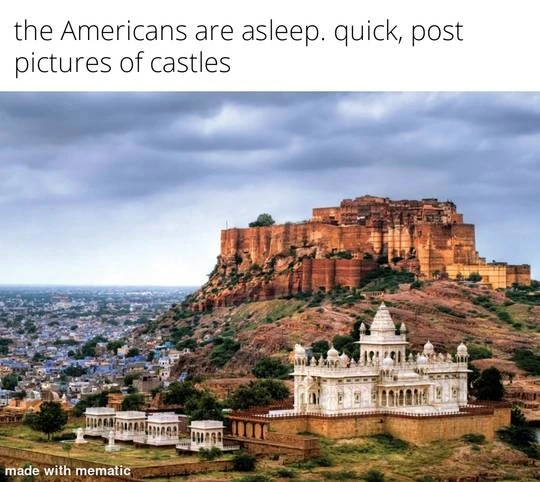 the Americans are asleep. quick, post
pictures of castles
made with mematic